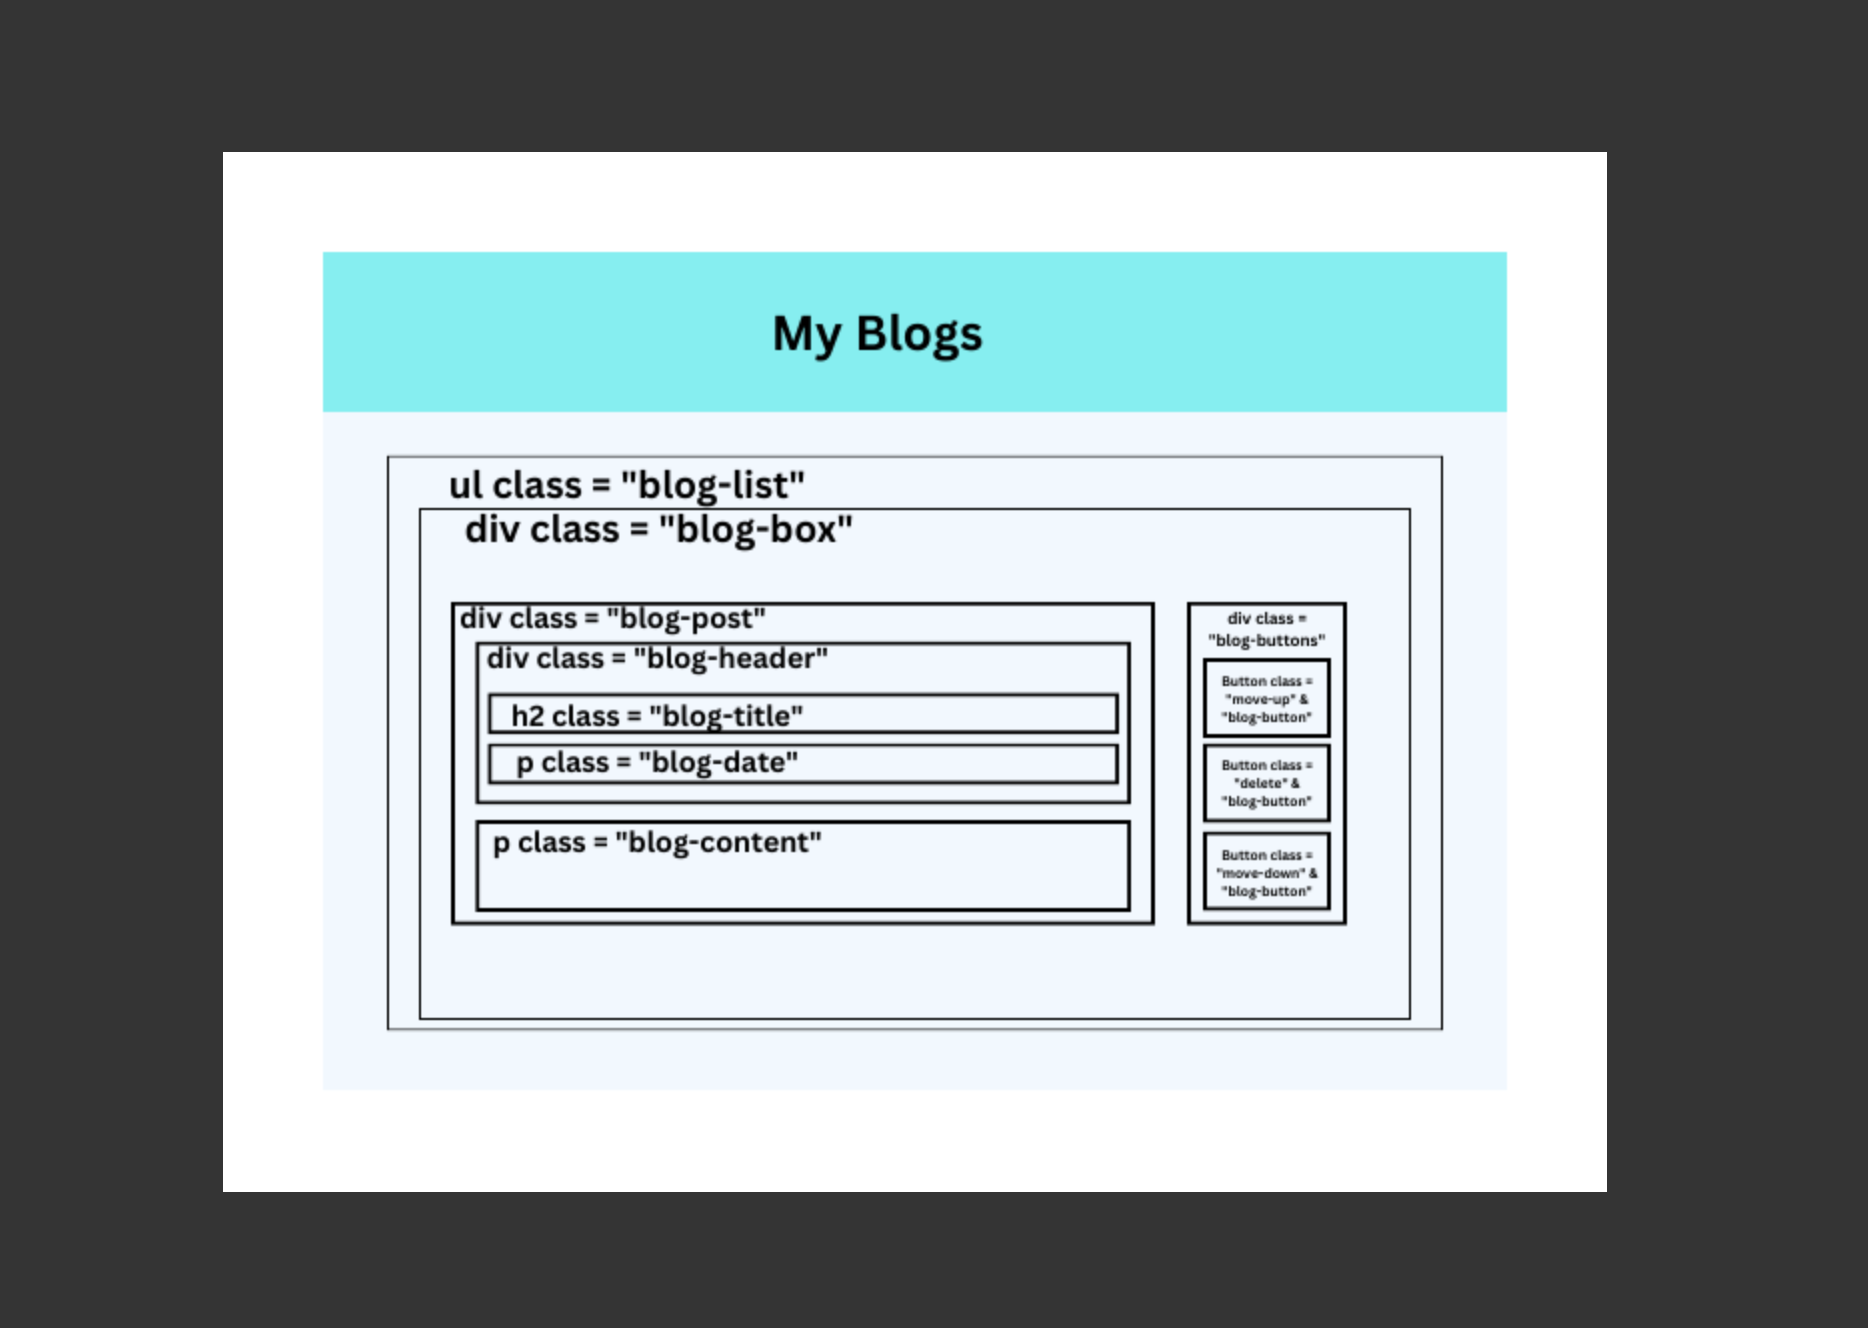 My Blogs
ul class = "blog-list"
div class = "blog-box"
div class = "blog-post"
div class = "blog-header"
h2 class = "blog-title"
p class = "blog-date"
p class = "blog-content"
div class =
"blog-buttons"
Button class =
"move-up" &
"blog-button"
Button class =
"delete" &
"blog-button"
Button class =
"move-down" &
"blog-button"